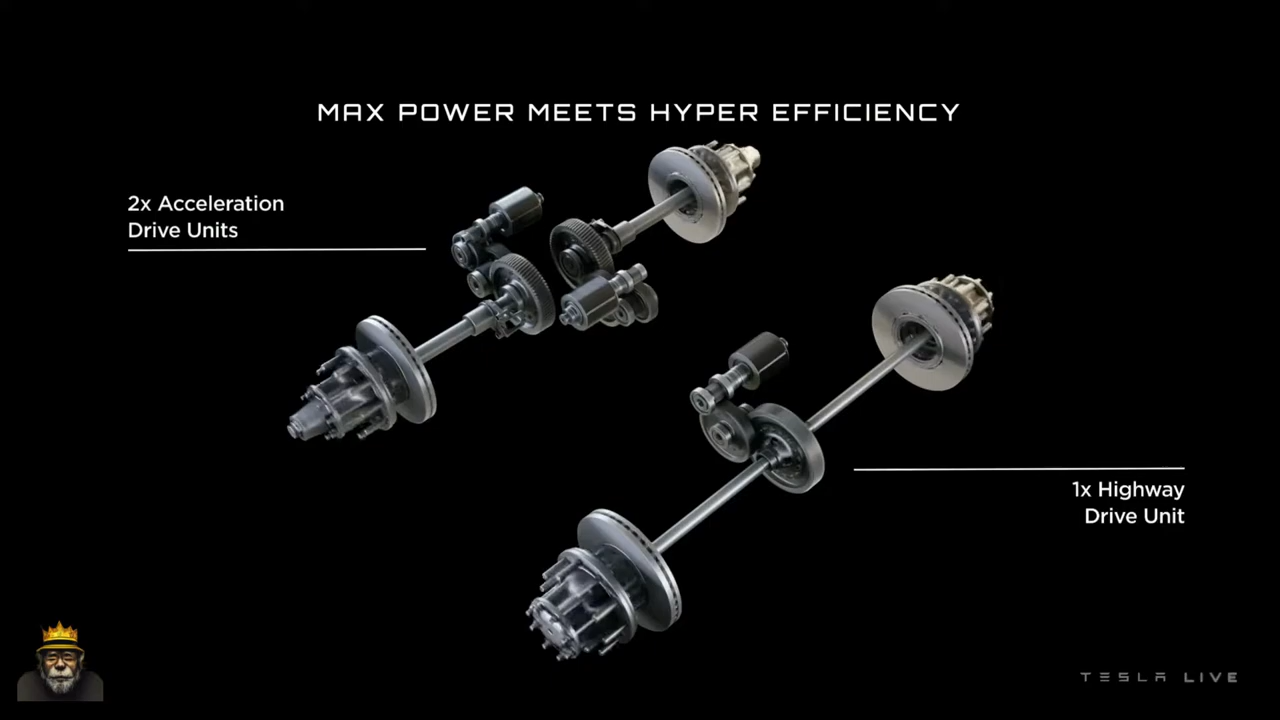 MAX POWER MEETS HYPER EFFICIENCY
2x Acceleration
Drive Units
1x Highway
Drive Unit
TESLA LIVE